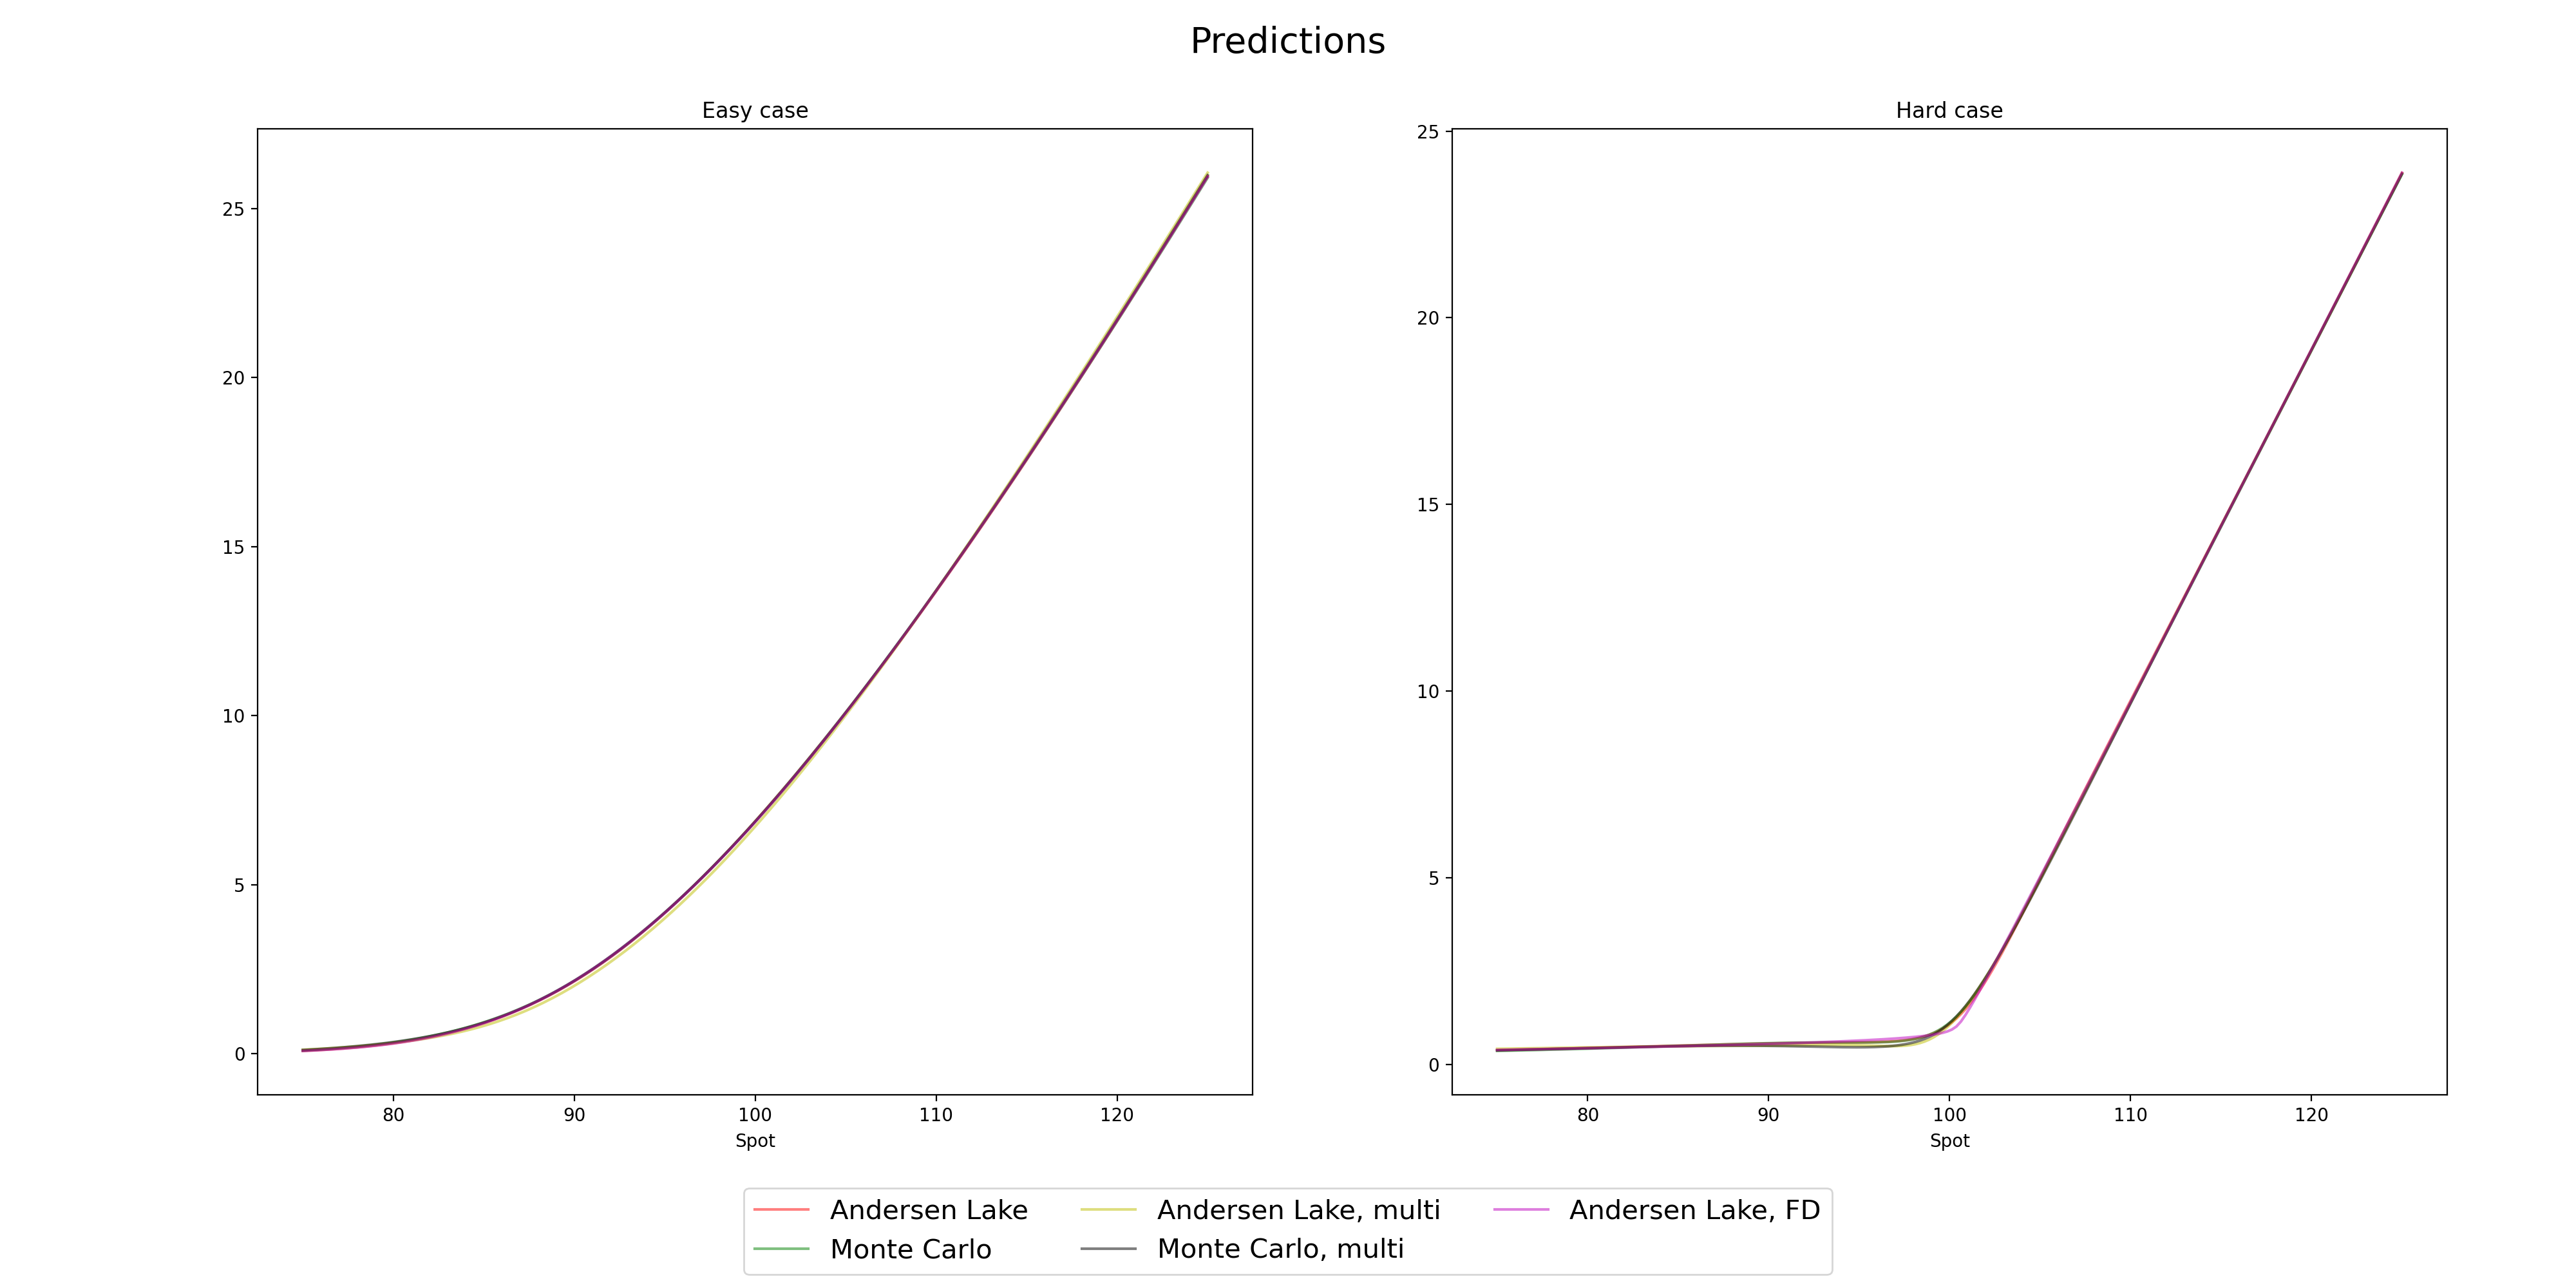 Predictions
Easy case
25
20
15
10
5
0
80 90 100 110 120
Spot
Hard case
25
20
15
10
5
0
80 90 100 110 120
Spot
Andersen Lake
Monte Carlo
Andersen Lake, multi
Monte Carlo, multi
Andersen Lake, FD